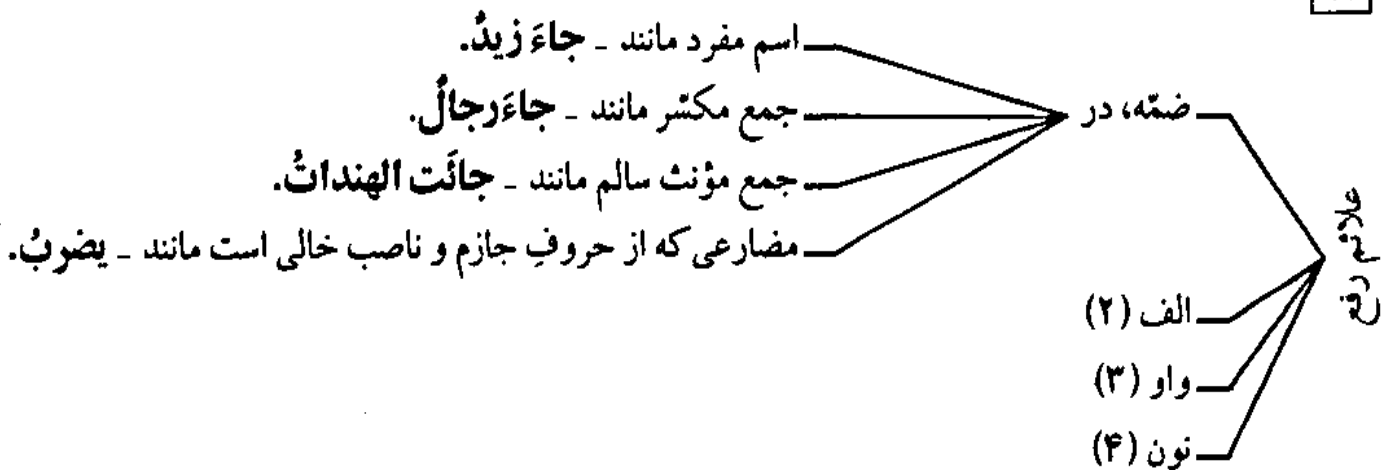 علائم رفع
ضمّه، در
اسم مفرد مانند ـ جاءَ زیدٌ.
جمع مکسّر مانند ـ جاءَ رجالٌ.
جمع مؤنث سالم مانند ـ جائَت الهنداتُ.
مضارعی که از حروفِ جازم و ناصب خالی است مانند ـ یضربُ.
الف (۲)
واو (۳)
نون (۴)